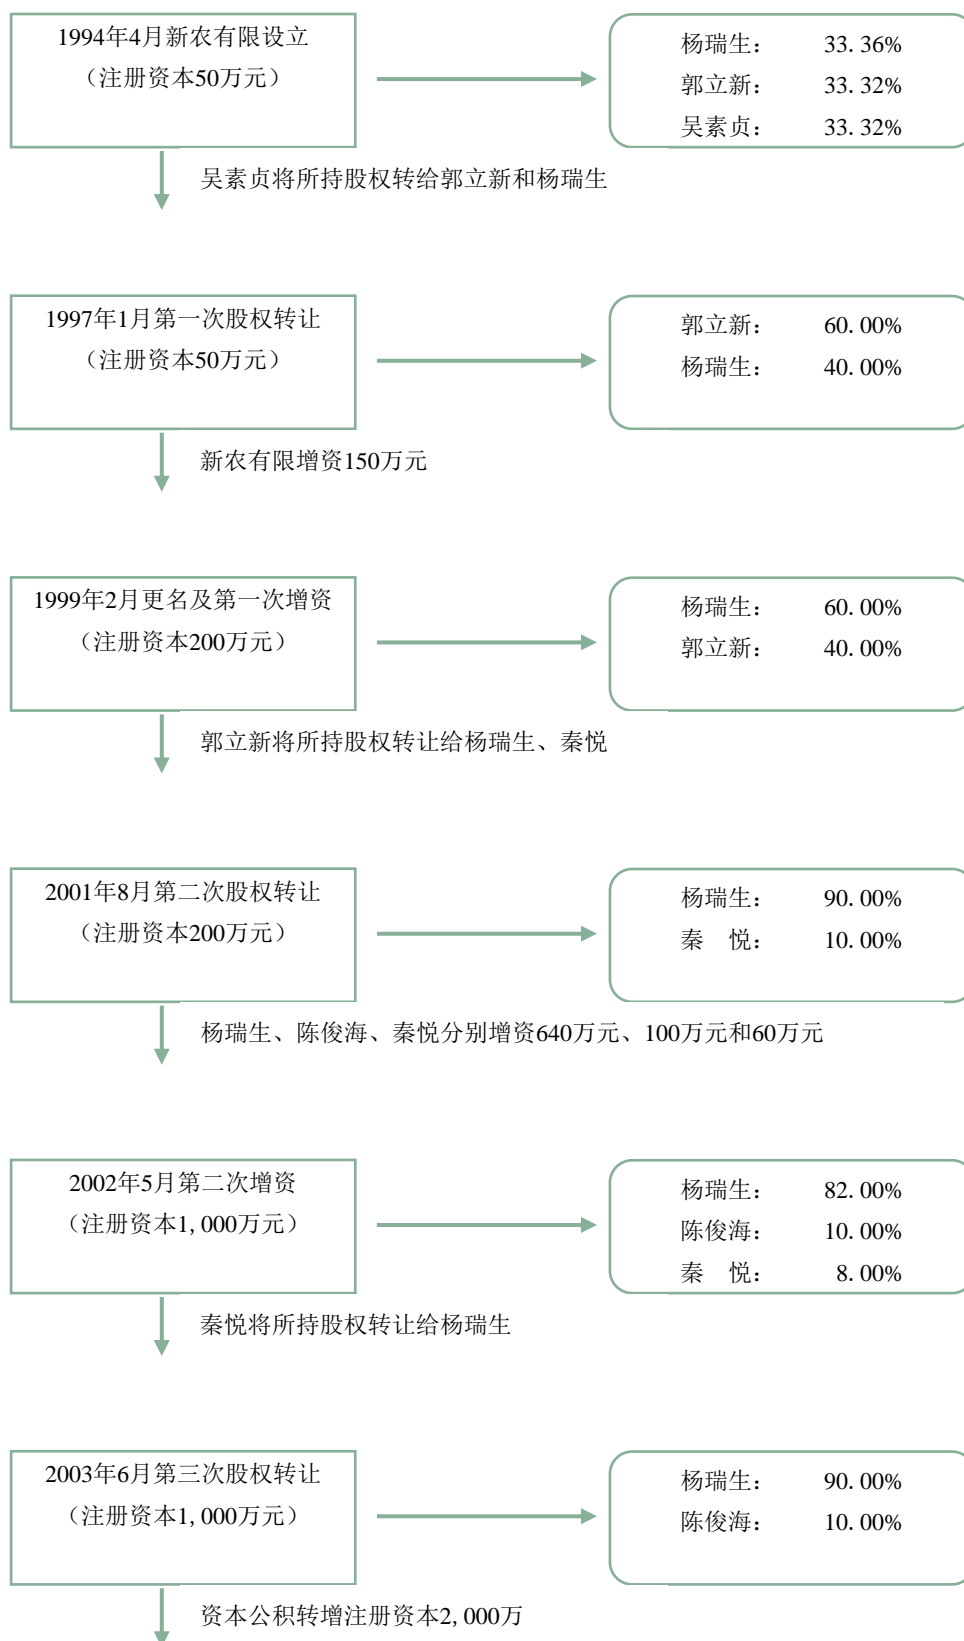 1994年4月新农有限设立
（注册资本50万元）
杨瑞生： 33.36%
郭立新： 33.32%
吴素贞： 33.32%
吴素贞将所持股权转给郭立新和杨瑞生
1997年1月第一次股权转让
（注册资本50万元）
郭立新： 60.00%
杨瑞生： 40.00%
新农有限增资150万元
1999年2月更名及第一次增资
（注册资本200万元）
杨瑞生： 60.00%
郭立新： 40.00%
郭立新将所持股权转让给杨瑞生、秦悦
2001年8月第二次股权转让
（注册资本200万元）
杨瑞生： 90.00%
秦　悦： 10.00%
杨瑞生、陈俊海、秦悦分别增资640万元、100万元和60万元
2002年5月第二次增资
（注册资本1,000万元）
杨瑞生： 82.00%
陈俊海： 10.00%
秦　悦： 8.00%
秦悦将所持股权转让给杨瑞生
2003年6月第三次股权转让
（注册资本1,000万元）
杨瑞生： 90.00%
陈俊海： 10.00%
资本公积转增注册资本2,000万